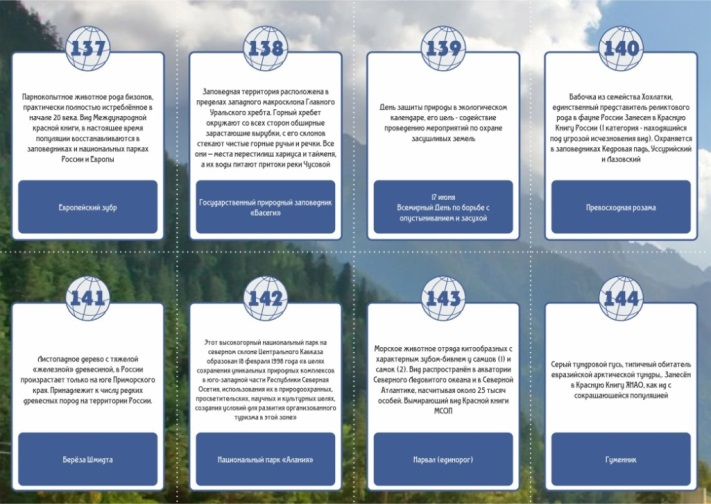 137
Парнокопытное животное рода бизонов,
практически полностью истреблённое в
начале 20 века. Вид Международной
красной книги, в настоящее время
популяции восстанавливаются в
заповедниках и национальных парках
России и Европы
Европейский зубр
138
Заповедная территория расположена в
пределах западного макросклона Главного
Уральского хребта. Горный хребет
окружают со всех сторон обширные
зарастающие вырубки, с его склонов
стекают чистые горные ручьи и речки. Все
они – места нерестилищ хариуса и тайменя,
а их воды питают притоки реки Чусовой
Государственный природный заповедник
«Басеги»
139
День защиты природы в экологическом
календаре, его цель - содействие
проведению мероприятий по охране
засушливых земель
17 июня
Всемирный День по борьбе с
опустыниванием и засухой
140
Бабочка из семейства Хохлатки,
единственный представитель реликтового
рода в фауне России Занесен в Красную
Книгу России (1 категория - находящийся
под угрозой исчезновения вид). Охраняется
в заповедниках Кедровая падь, Уссурийский
и Лазовский
Превосходная розама
141
Листопадное дерево с тяжелой
«железной» древесиной, в России
произрастает только на юге Приморского
края. Принадлежит к числу редких
древесных пород на территории России.
Берёза Шмидта
142
Этот высокогорный национальный парк на
северном склоне Центрального Кавказа
образован 18 февраля 1998 года «в целях
сохранения уникальных природных комплексов
в юго-западной части Республики Северная
Осетия, использования их в природоохранных,
просветительских, научных и культурных целях,
создания условий для развития организованного
туризма в этой зоне»
Национальный парк «Алания»
143
Морское животное отряда китообразных с
характерным зубом-бивнем у самцов (1) и
самок (2). Вид распространён в акватории
Северного Ледовитого океана и в Северной
Атлантике, насчитывая около 25 тысяч
особей. Вымирающий вид Красной книги
МСОП
Нарвал (единорог)
144
Серый тундровой гусь, типичный обитатель
евразийской арктической тундры,. Занесён
в Красную Книгу ЯНАО, как вид с
сокращающейся популяцией
Гуменник